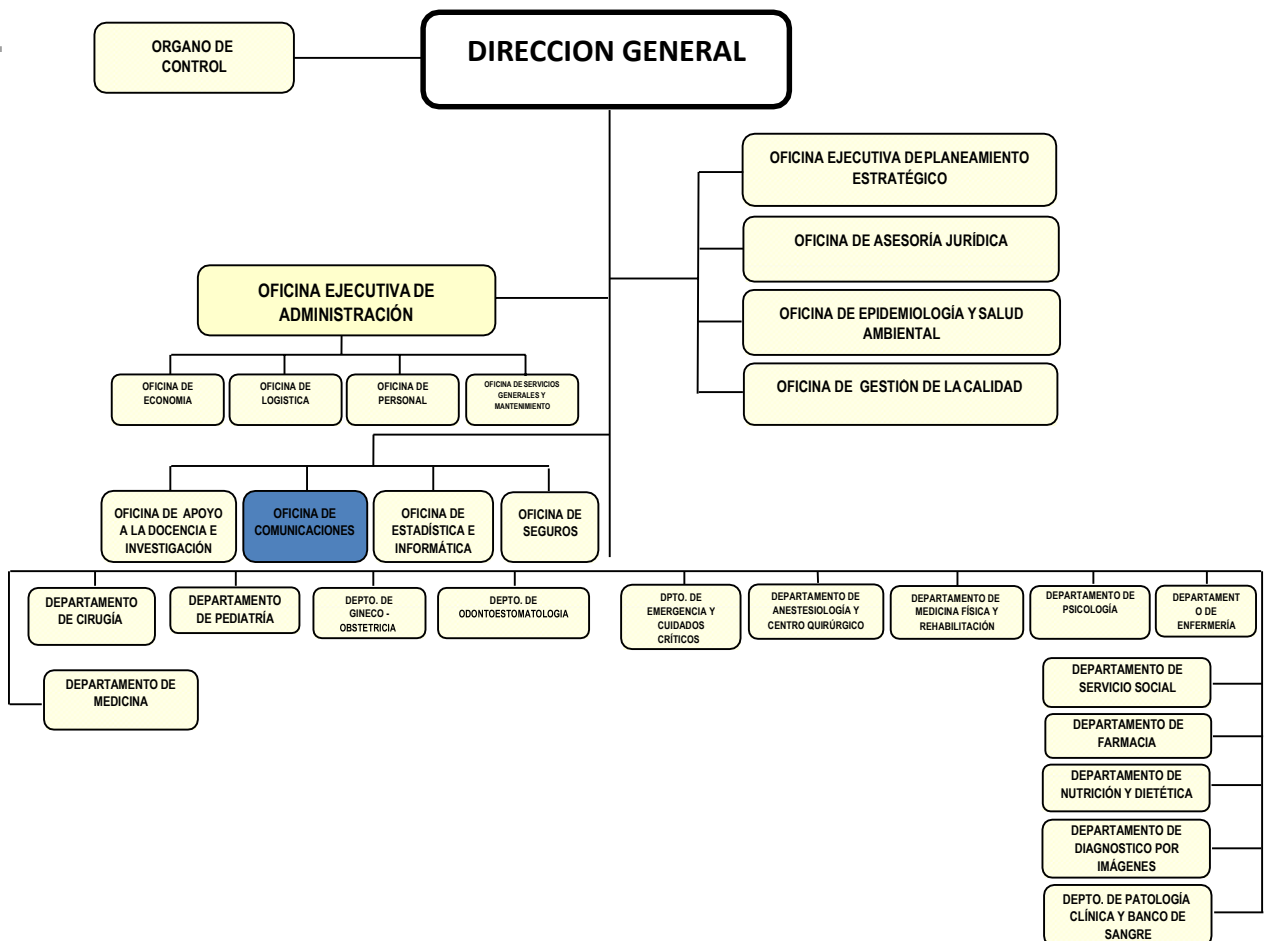 ORGANO DE
CONTROL
DIRECCION GENERAL
OFICINA EJECUTIVA DE PLANEAMIENTO
ESTRATÉGICO
OFICINA DE ASESORÍA JURÍDICA
OFICINA DE EPIDEMIOLOGÍA Y SALUD
AMBIENTAL
OFICINA DE GESTIÓN DE LA CALIDAD
OFICINA EJECUTIVA DE
ADMINISTRACIÓN
OFICINA DE
ECONOMIA
OFICINA DE
LOGISTICA
OFICINA DE
PERSONAL
OFICINA DE SERVICIOS
GENERALES Y
MANTENIMIENTO
OFICINA DE APOYO
A LA DOCENCIA E
INVESTIGACIÓN
OFICINA DE
COMUNICACIONES
OFICINA DE
ESTADÍSTICA E
INFORMÁTICA
OFICINA DE
SEGUROS
DEPARTAMENTO
DE CIRUGÍA
DEPARTAMENTO
DE PEDIATRÍA
DEPTO. DE
GINECO -
OBSTETRICIA
DEPTO. DE
ODONTOESTOMATOLOGIA
DPTO. DE
EMERGENCIA Y
CUIDADOS
CRÍTICOS
DEPARTAMENTO DE
ANESTESIOLOGÍA Y
CENTRO QUIRÚRGICO
DEPARTAMENTO DE
MEDICINA FÍSICA Y
REHABILITACIÓN
DEPARTAMENTO DE
PSICOLOGÍA
DEPARTAMENT
O DE
ENFERMERÍA
DEPARTAMENTO DE
MEDICINA
DEPARTAMENTO DE
SERVICIO SOCIAL
DEPARTAMENTO DE
FARMACIA
DEPARTAMENTO DE
NUTRICIÓN Y DIETÉTICA
DEPARTAMENTO DE
DIAGNOSTICO POR
IMÁGENES
DEPTO. DE PATOLOGÍA
CLÍNICA Y BANCO DE
SANGRE